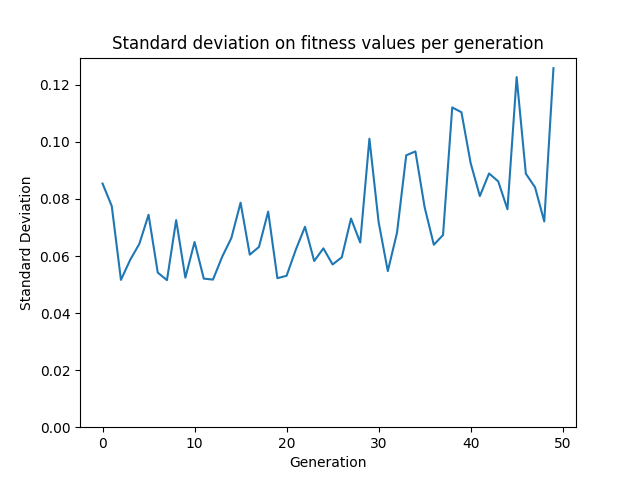 Standard deviation on fitness values per generation
0.12
0.10
0.08
0.06
0.04
0.02
0.00
Standard Deviation
0 10 20 30 40 50
Generation